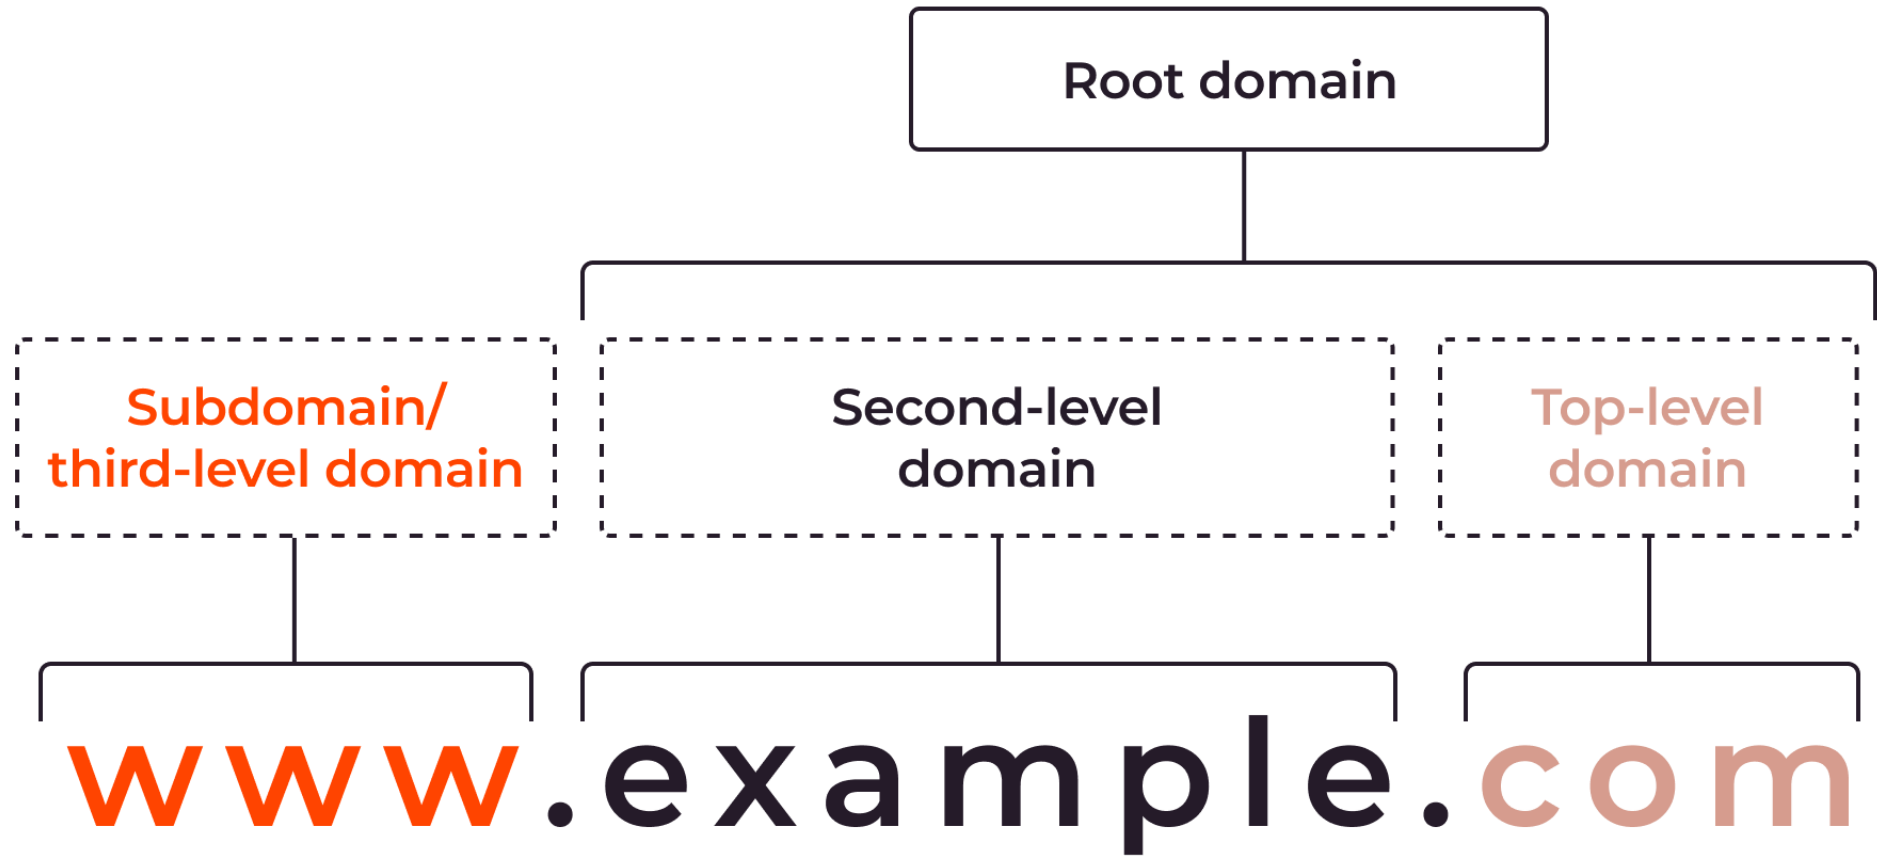 Root domain
Subdomain/
third-level domain
Second-level
domain
Top-level
domain
www.example.com